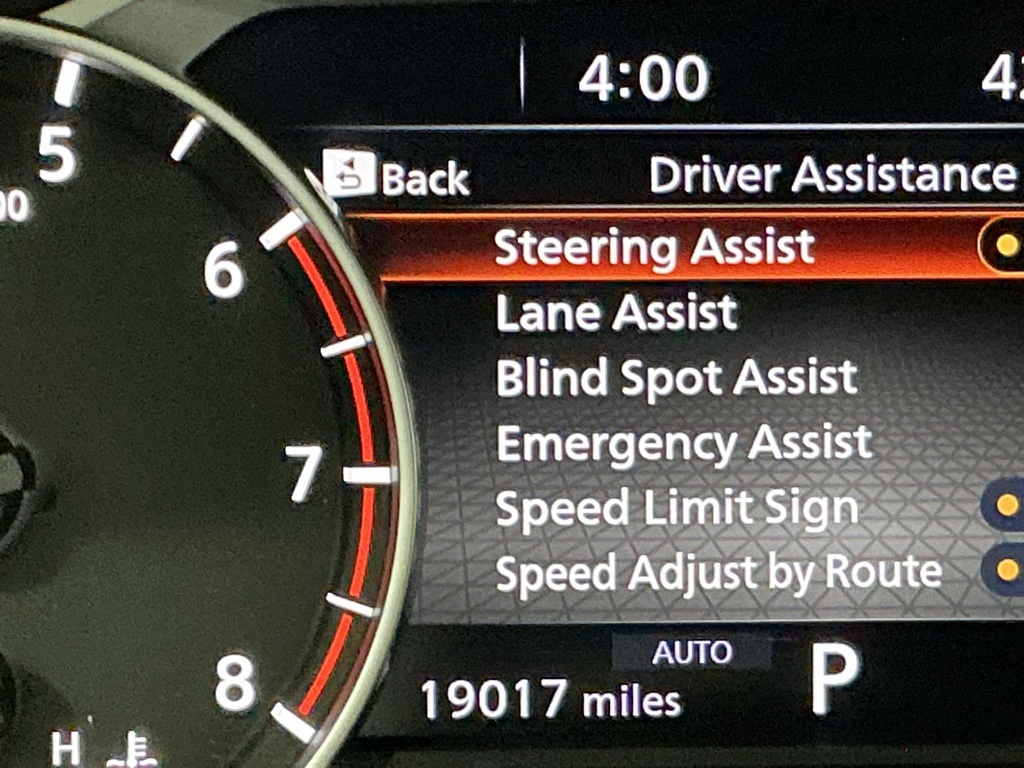 4:00
Back
Driver Assistance
Steering Assist
Lane Assist
Blind Spot Assist
Emergency Assist
Speed Limit Sign
Speed Adjust by Route
AUTO
19017 miles
P
5
00
6
7
8
H